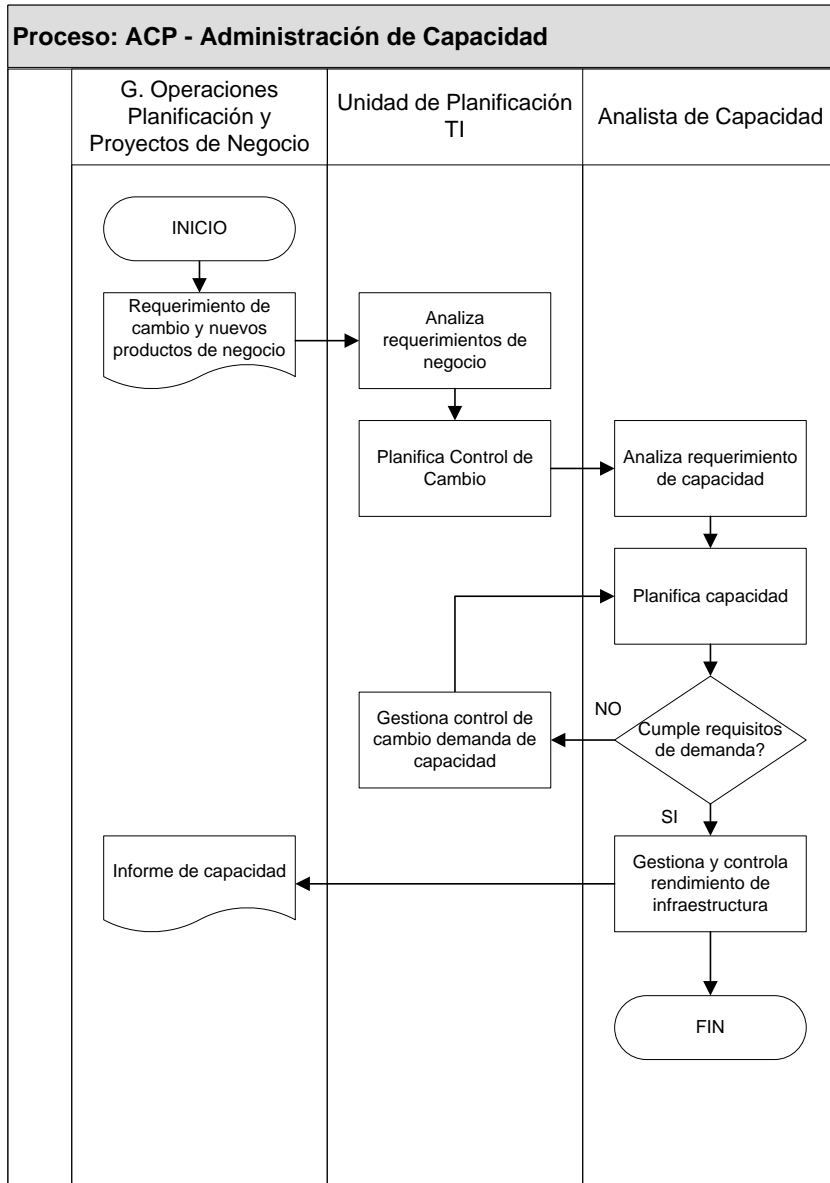 Proceso: ACP - Administración de Capacidad
G. Operaciones
Planificación y
Proyectos de Negocio
Unidad de Planificación
TI
Analista de Capacidad
INICIO
Requerimiento de
cambio y nuevos
productos de negocio
Analiza
requerimientos de
negocio
Planifica Control de
Cambio
Analiza requerimiento
de capacidad
Planifica capacidad
Cumple requisitos
de demanda?
NO
Gestiona control de
cambio demanda de
capacidad
SI
Gestiona y controla
rendimiento de
infraestructura
Informe de capacidad
FIN